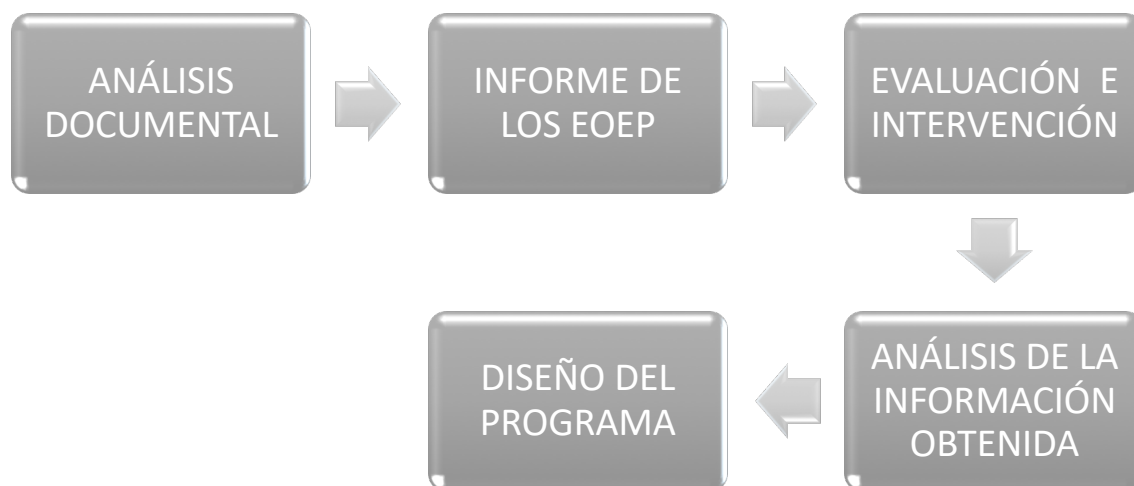 ANÁLISIS
DOCUMENTAL
INFORME DE
LOS EOEP
EVALUACIÓN E
INTERVENCIÓN
ANÁLISIS DE LA
INFORMACIÓN
OBTENIDA
DISEÑO DEL
PROGRAMA